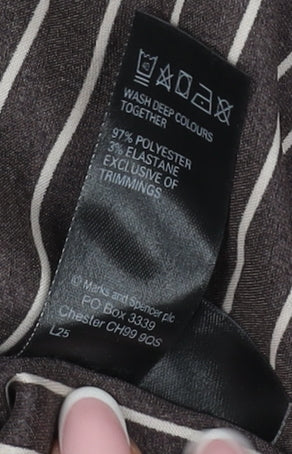 WASH DEEP COLOURS
TOGETHER
97% POLYESTER
3% ELASTANE
EXCLUSIVE OF
TRIMMINGS
© Marks and Spencer plc
PO Box 3339
Chester CH99 9QS
L25